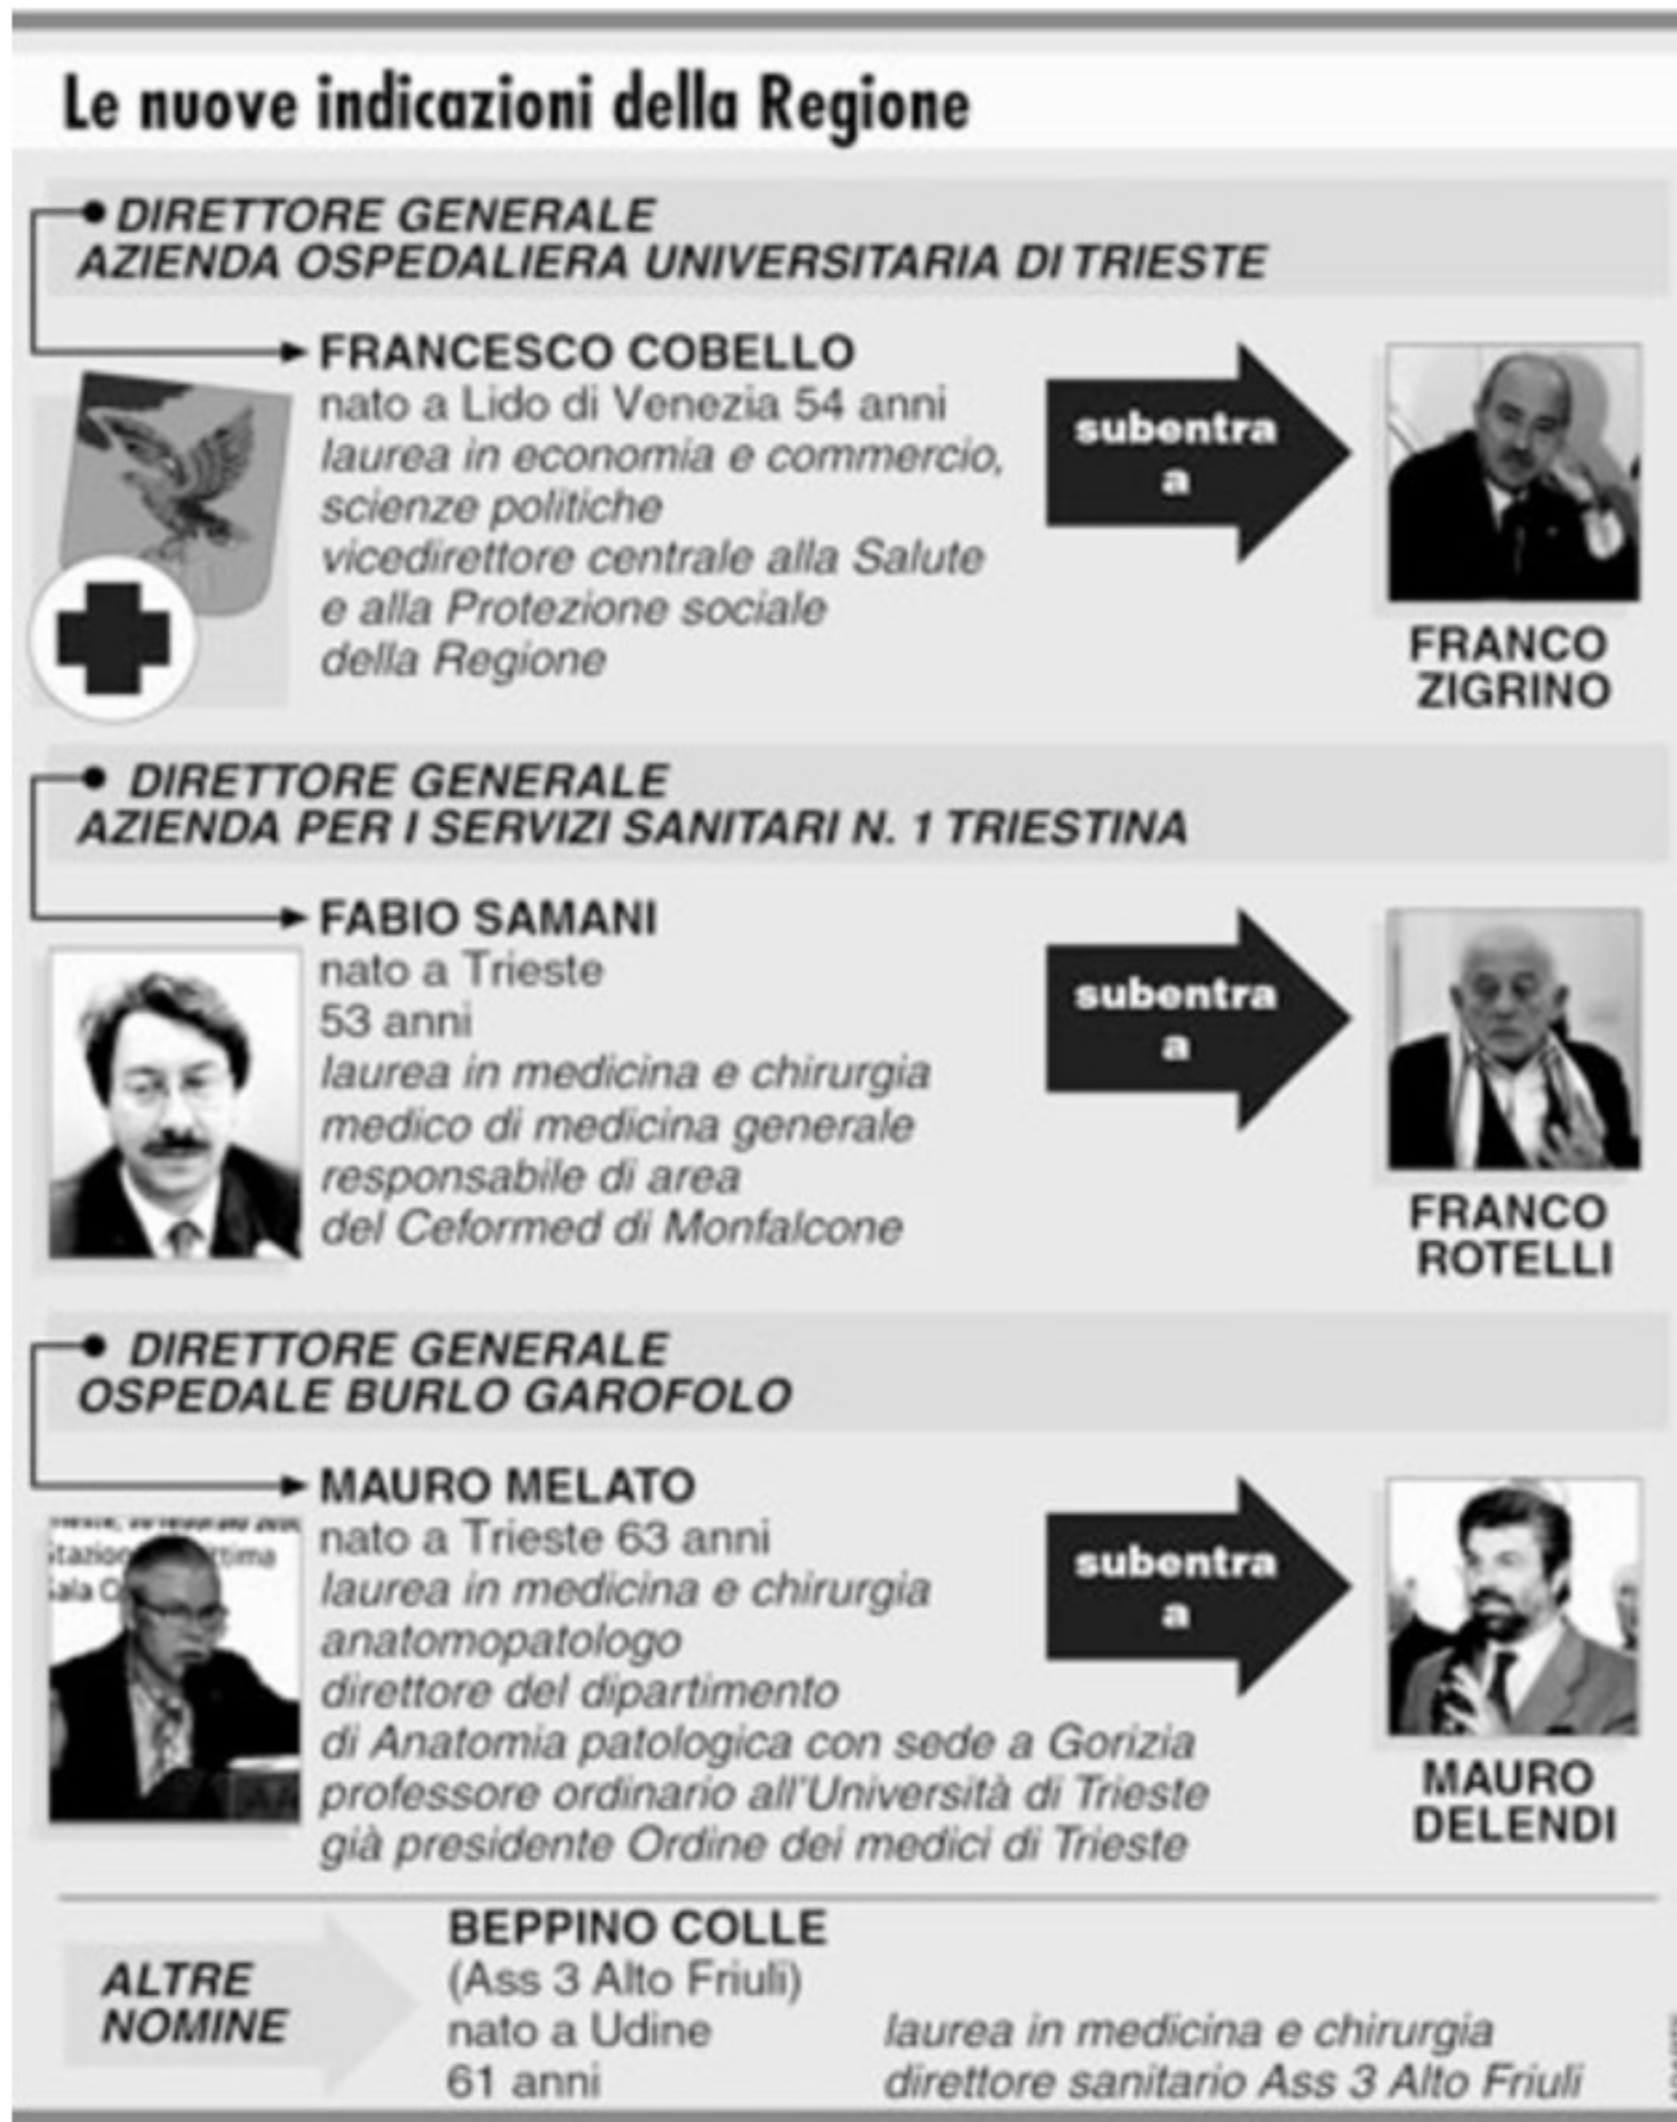 Le nuove indicazioni della Regione
DIRETTORE GENERALE
AZIENDA OSPEDALIERA UNIVERSITARIA DI TRIESTE
FRANCESCO COBELLO
nato a Lido di Venezia 54 anni
laurea in economia e commercio,
scienze politiche
vicedirettore centrale alla Salute
e alla Protezione sociale
della Regione
subentra
a
FRANCO
ZIGRINO
DIRETTORE GENERALE
AZIENDA PER I SERVIZI SANITARI N. 1 TRIESTINA
FABIO SAMANI
nato a Trieste
53 anni
laurea in medicina e chirurgia
medico di medicina generale
responsabile di area
del Ceformed di Monfalcone
subentra
a
FRANCO
ROTELLI
DIRETTORE GENERALE
OSPEDALE BURLO GAROFOLO
MAURO MELATO
nato a Trieste 63 anni
laurea in medicina e chirurgia
anatomopatologo
direttore del dipartimento
di Anatomia patologica con sede a Gorizia
professore ordinario all'Università di Trieste
già presidente Ordine dei medici di Trieste
subentra
a
MAURO
DELENDI
ALTRE
NOMINE
BEPPINO COLLE
(Ass 3 Alto Friuli)
nato a Udine
61 anni
laurea in medicina e chirurgia
direttore sanitario Ass 3 Alto Friuli